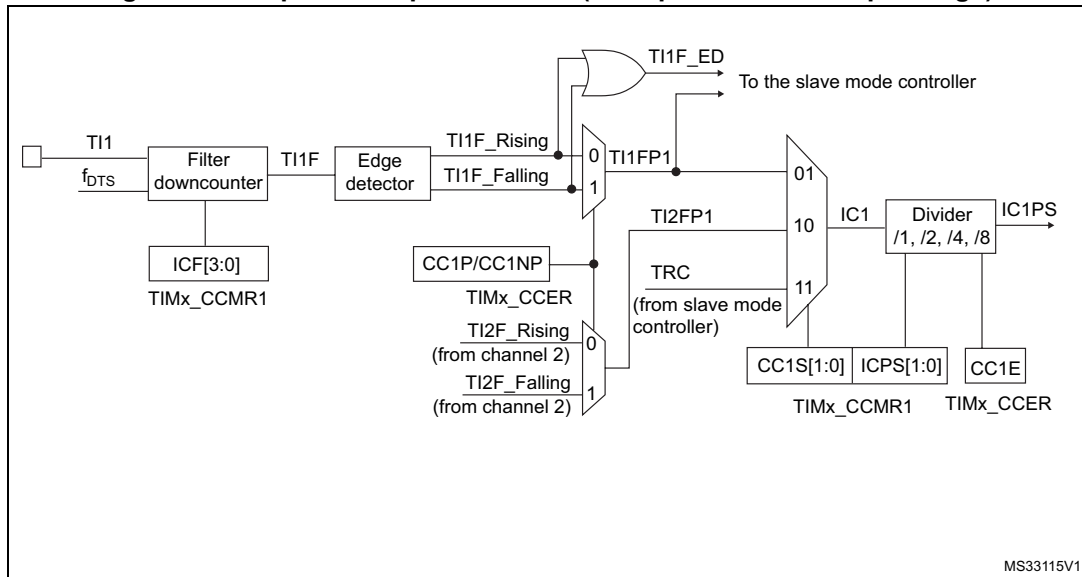 TI1F_ED
To the slave mode controller
TI1
f_DTS
Filter
downcounter
TI1F
Edge
detector
TI1F_Rising
TI1F_Falling
0
1
TI1FP1
01
TI2FP1
10
IC1
Divider
/1, /2, /4, /8
IC1PS
ICF[3:0]
TIMx_CCMR1
CC1P/CC1NP
TIMx_CCER
TRC
11
(from slave mode
controller)
TI2F_Rising
(from channel 2)
0
TI2F_Falling
(from channel 2)
1
CC1S[1:0]
ICPS[1:0]
CC1E
TIMx_CCMR1
TIMx_CCER
MS33115V1